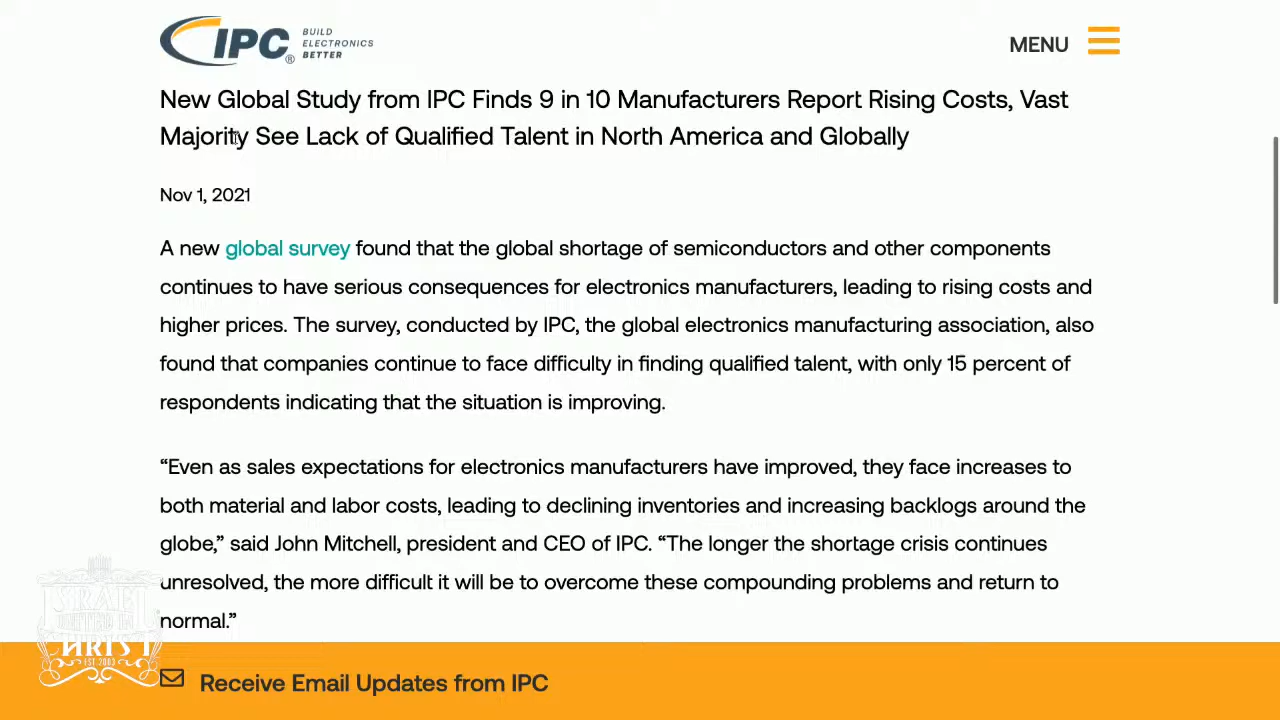 IPC
BUILD
ELECTRONICS
BETTER
MENU
New Global Study from IPC Finds 9 in 10 Manufacturers Report Rising Costs, Vast
Majority See Lack of Qualified Talent in North America and Globally
Nov 1, 2021
A new global survey found that the global shortage of semiconductors and other components
continues to have serious consequences for electronics manufacturers, leading to rising costs and
higher prices. The survey, conducted by IPC, the global electronics manufacturing association, also
found that companies continue to face difficulty in finding qualified talent, with only 15 percent of
respondents indicating that the situation is improving.
“Even as sales expectations for electronics manufacturers have improved, they face increases to
both material and labor costs, leading to declining inventories and increasing backlogs around the
globe,” said John Mitchell, president and CEO of IPC. “The longer the shortage crisis continues
unresolved, the more difficult it will be to overcome these compounding problems and return to
normal.”
ISRAEL
UNITED IN
CHRIST
EST. 2003
Receive Email Updates from IPC